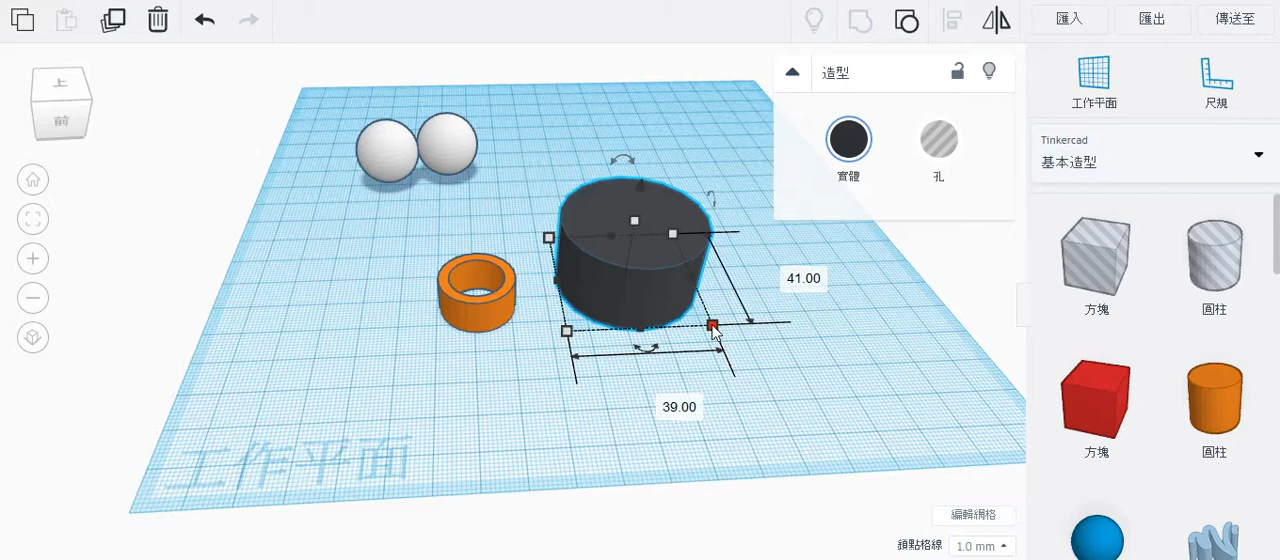 匯入
匯出
傳送至
上
前
造型
實體
孔
工作平面
尺規
Tinkercad
基本造型
方塊
圓柱
方塊
圓柱
41.00
39.00
工作平面
編輯網格
鎖點格線
1.0 mm